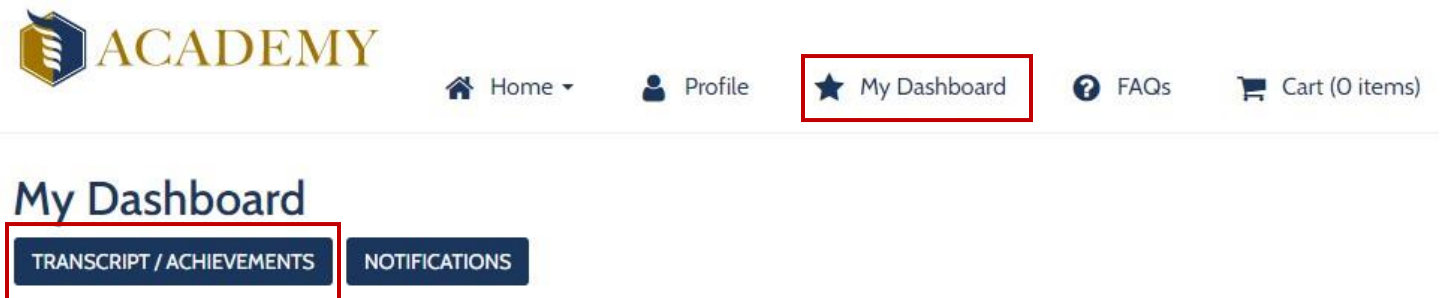 ACADEMY
Home Profile My Dashboard FAQs Cart (0 items)
My Dashboard
TRANSCRIPT / ACHIEVEMENTS NOTIFICATIONS